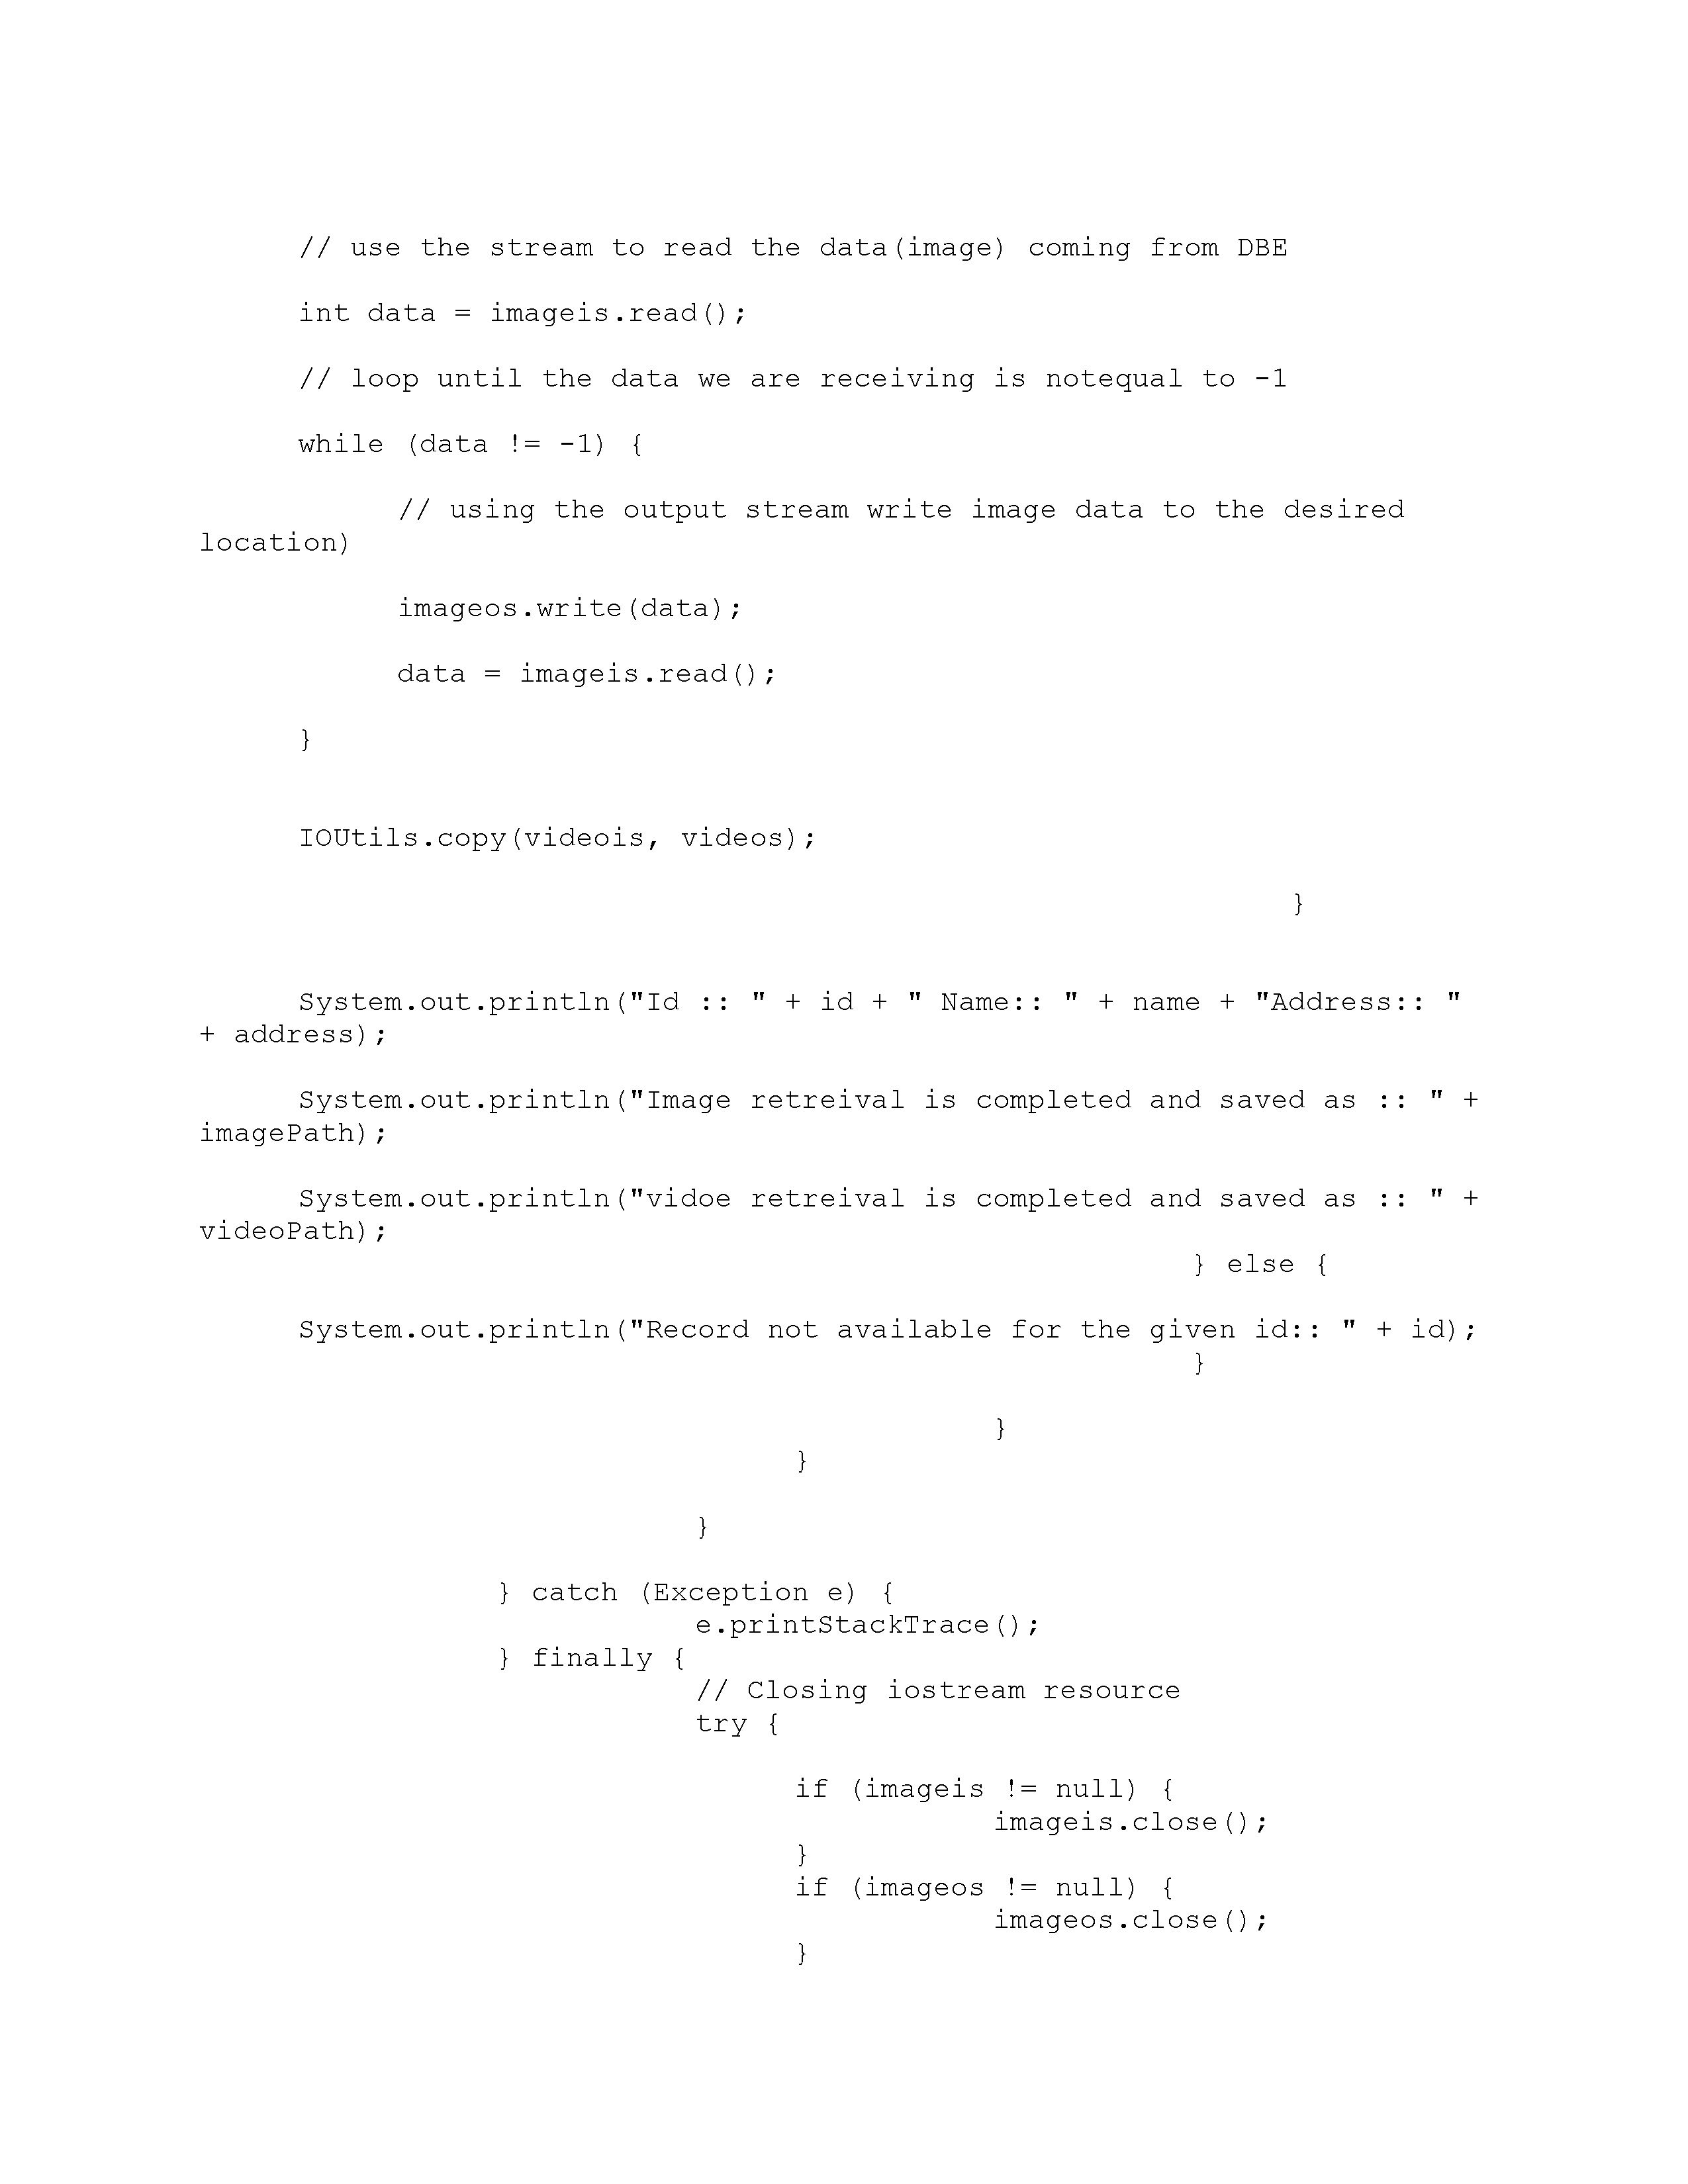 // use the stream to read the data(image) coming from DBE
int data = imageis.read();
// loop until the data we are receiving is notequal to -1
while (data != -1) {
// using the output stream write image data to the desired
location)
imageos.write(data);
data = imageis.read();
}
IOUtils.copy(videois, videos);
}
System.out.println("Id :: " + id + " Name:: " + name + "Address:: "
+ address);
System.out.println("Image retreival is completed and saved as :: " +
imagePath);
System.out.println("vidoe retreival is completed and saved as :: " +
videoPath);
} else {
System.out.println("Record not available for the given id:: " + id);
}
}
}
}
} catch (Exception e) {
e.printStackTrace();
} finally {
// Closing iostream resource
try {
if (imageis != null) {
imageis.close();
}
if (imageos != null) {
imageos.close();
}